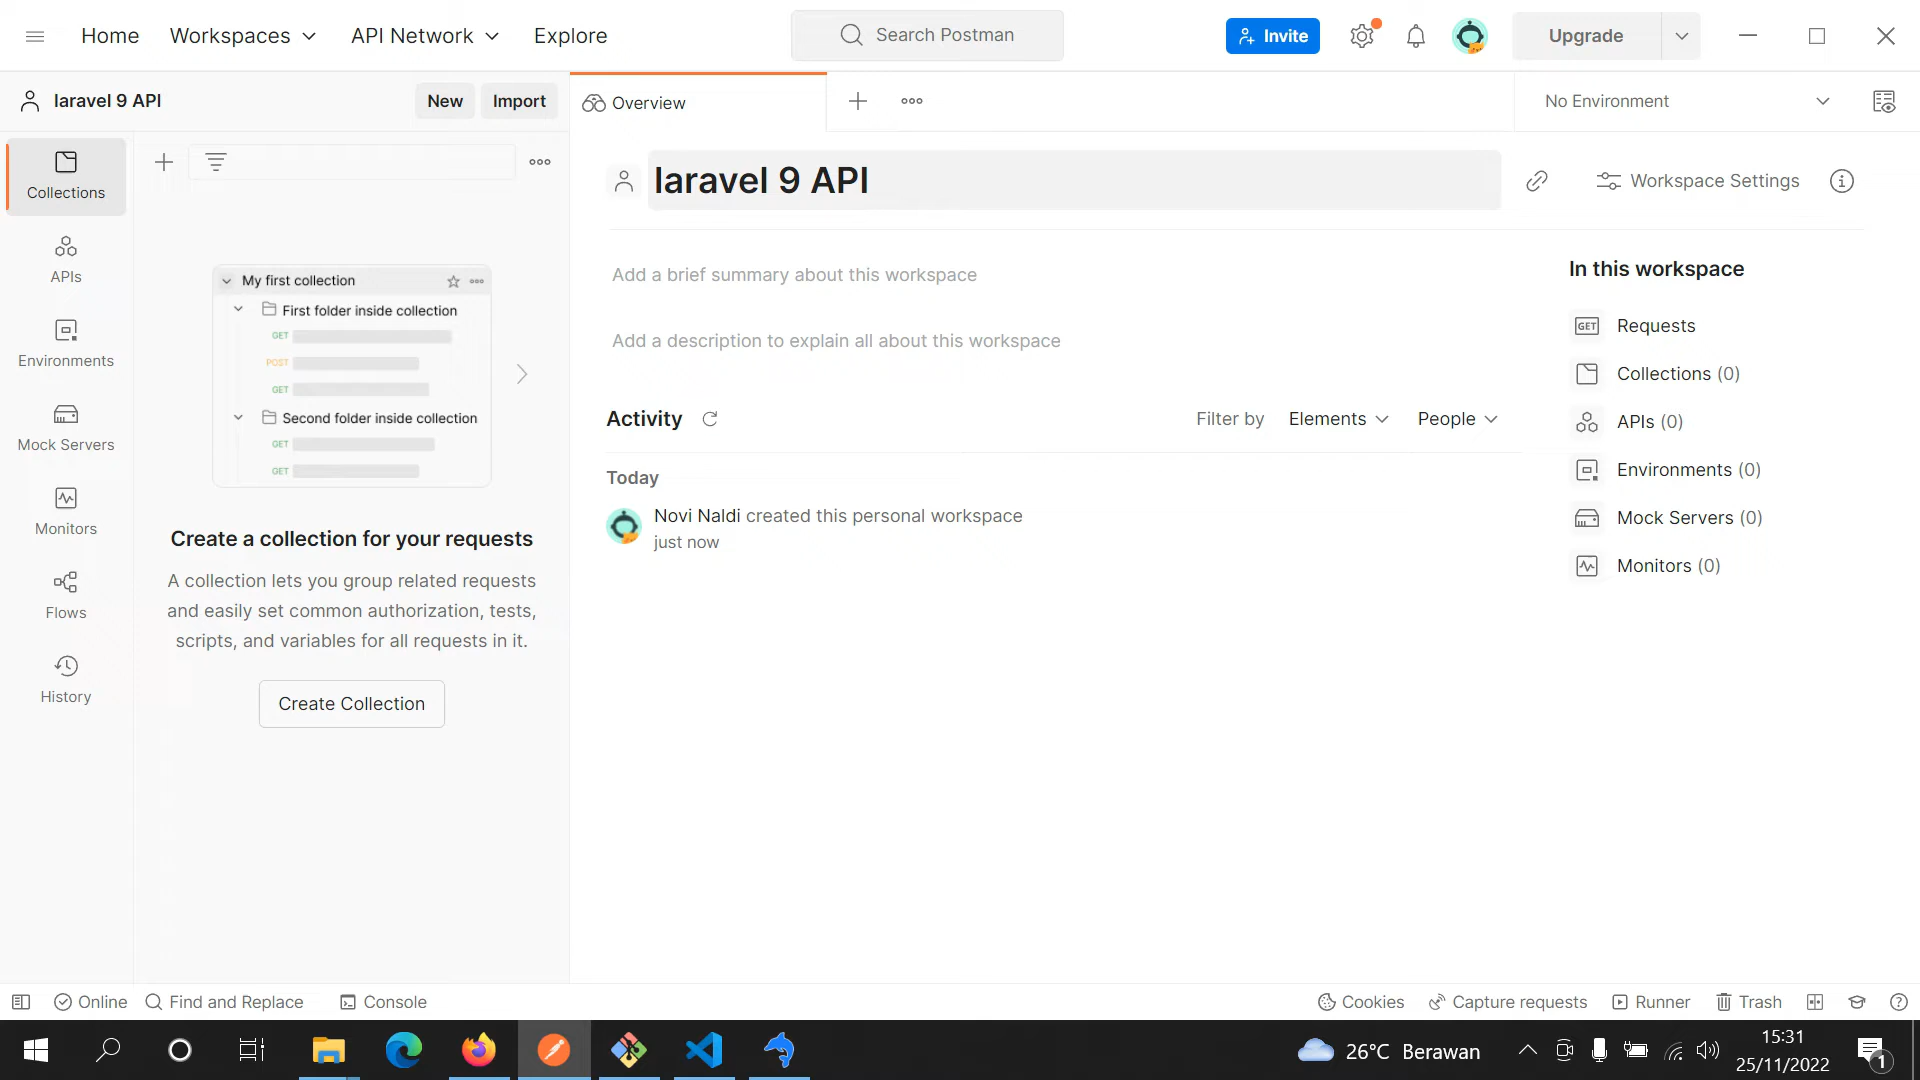 Home
Workspaces
API Network
Explore
Search Postman
Invite
Upgrade
laravel 9 API
New
Import
Overview
No Environment
Collections
APIs
Environments
Mock Servers
Monitors
Flows
History
My first collection
First folder inside collection
GET
POST
GET
Second folder inside collection
GET
GET
Create a collection for your requests
A collection lets you group related requests
and easily set common authorization, tests,
scripts, and variables for all requests in it.
Create Collection
laravel 9 API
Workspace Settings
Add a brief summary about this workspace
Add a description to explain all about this workspace
Activity
Filter by
Elements
People
Today
Novi Naldi created this personal workspace
just now
In this workspace
GET Requests
Collections (0)
APIs (0)
Environments (0)
Mock Servers (0)
Monitors (0)
Online
Find and Replace
Console
Cookies
Capture requests
Runner
Trash
26°C Berawan
15:31
25/11/2022
1